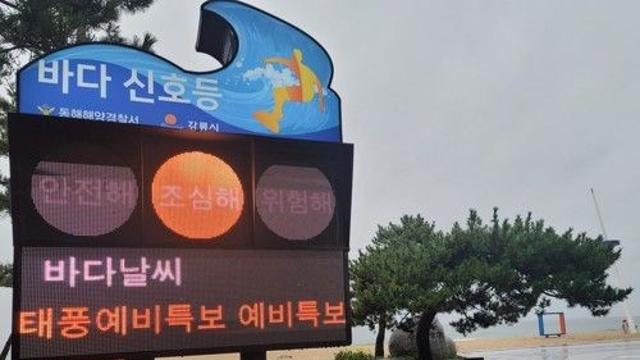 바다 신호등
동해해양경찰서 강릉시
안전해 조심해 위험해
바다날씨
태풍예비특보 예비특보